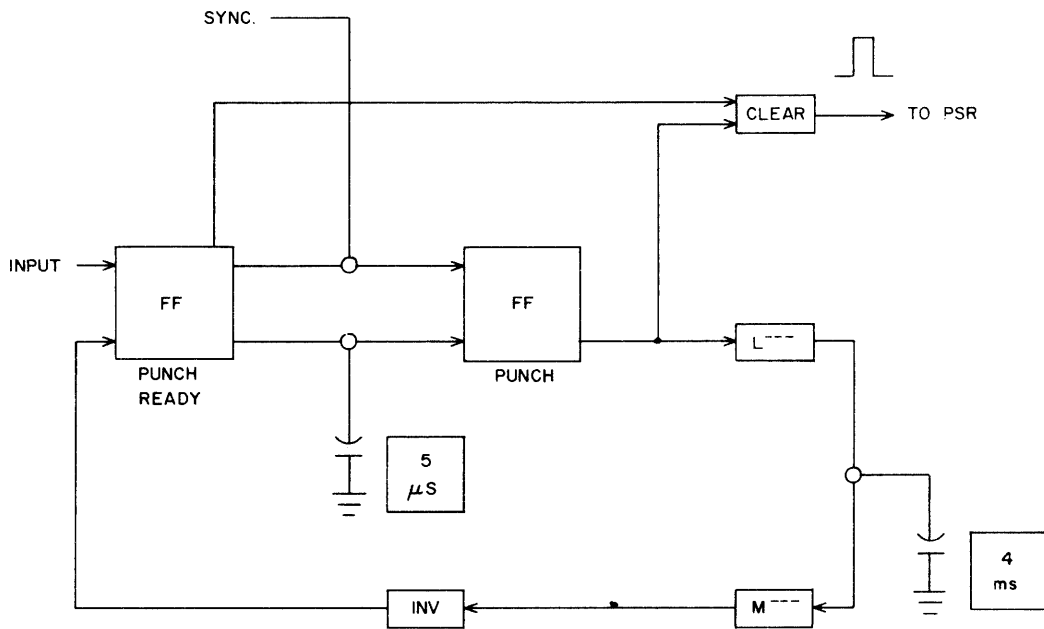 SYNC.
CLEAR
TO PSR
INPUT
FF
FF
PUNCH
READY
PUNCH
L---
5
μS
4
ms
INV
M---